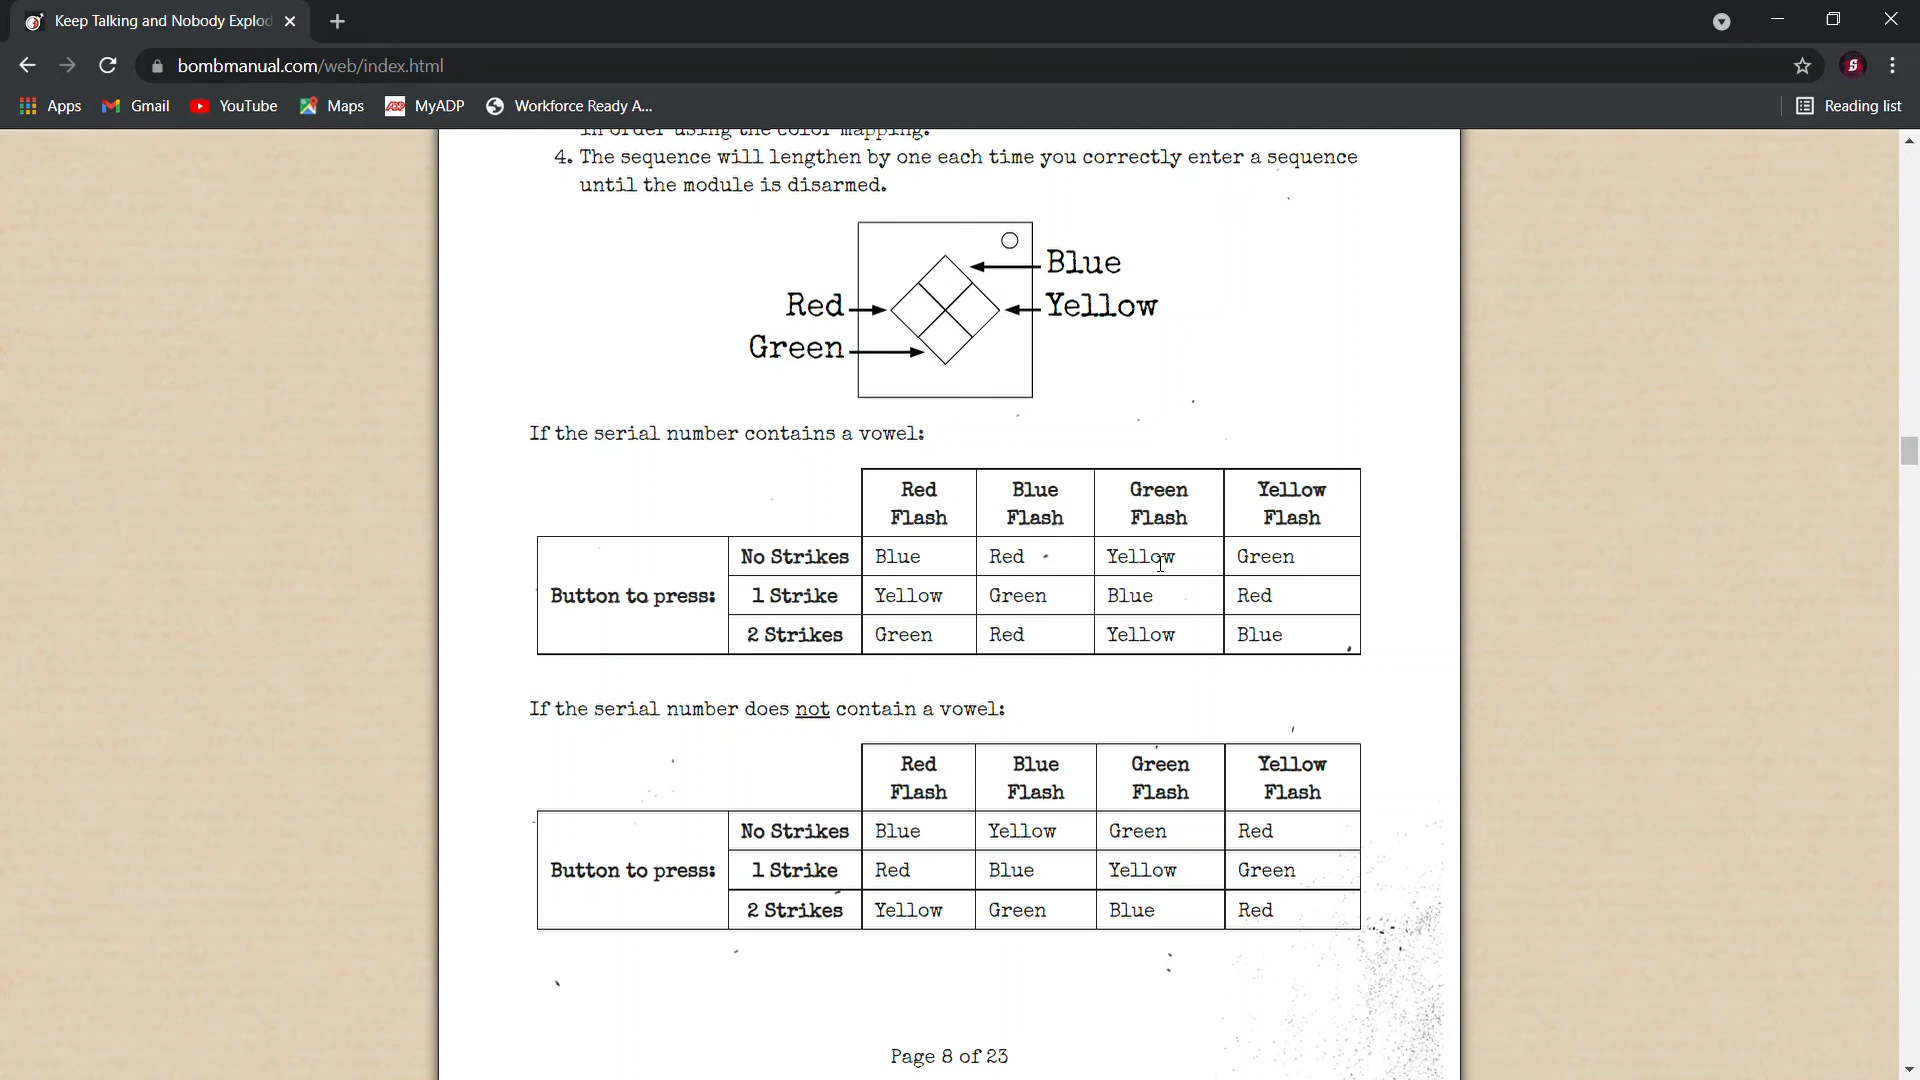 Keep Talking and Nobody Explod
bombmanual.com/web/index.html
Apps Gmail YouTube Maps MyADP Workforce Ready A... Reading list
in order using the color mapping.
4. The sequence will lengthen by one each time you correctly enter a sequence
until the module is disarmed.
Blue
Red Yellow
Green
If the serial number contains a vowel:
Red Blue Green Yellow
Flash Flash Flash Flash
No Strikes Blue Red Yellow Green
Button to press: 1 Strike Yellow Green Blue Red
2 Strikes Green Red Yellow Blue
If the serial number does not contain a vowel:
Red Blue Green Yellow
Flash Flash Flash Flash
No Strikes Blue Yellow Green Red
Button to press: 1 Strike Red Blue Yellow Green
2 Strikes Yellow Green Blue Red
Page 8 of 23